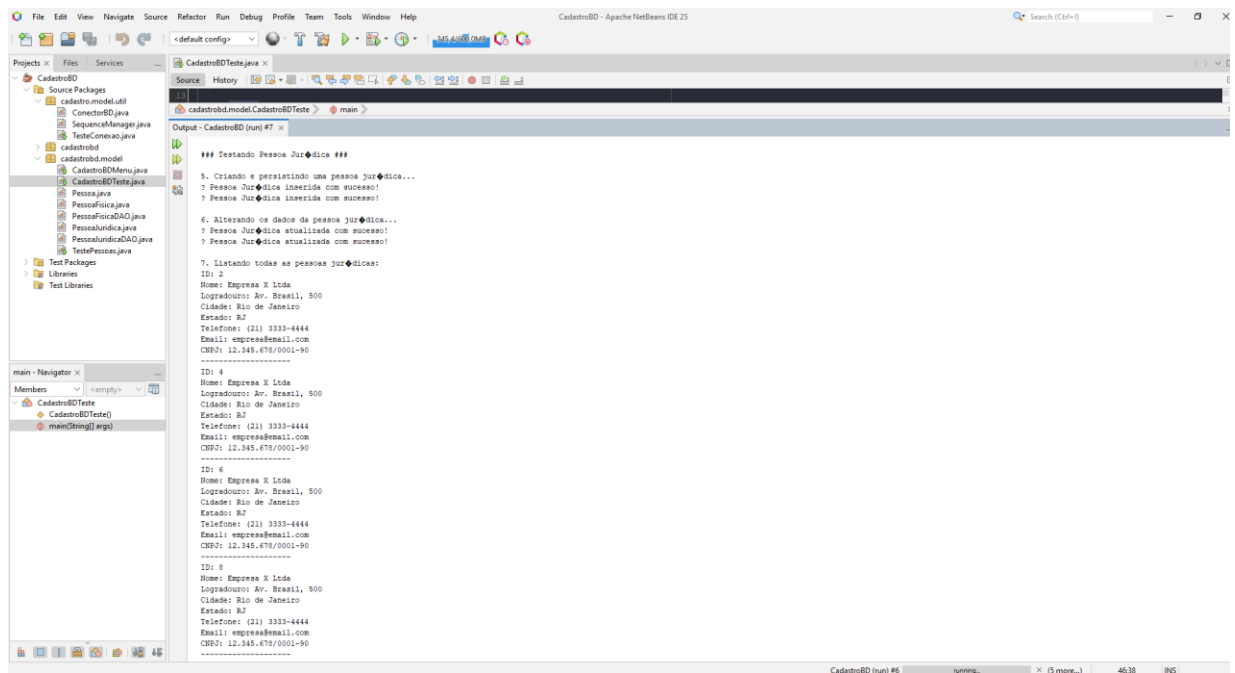 File Edit View Navigate Source Refactor Run Debug Profile Team Tools Window Help
CadastroBD - Apache NetBeans IDE 25
Search (Ctrl+I)
<default config>
Projects Files Services
CadastroBD
Source Packages
cadastro.model.util
ConectorBD.java
SequenceManager.java
TesteConexao.java
cadastrobd
cadastrobd.model
CadastroBDMenu.java
CadastroBDTeste.java
Pessoa.java
PessoaFisica.java
PessoaFisicaDAO.java
PessoaJuridica.java
PessoaJuridicaDAO.java
TestePessoas.java
Test Packages
Libraries
Test Libraries
main - Navigator
Members <empty>
CadastroBDTeste
CadastroBDTeste()
main(String[] args)
CadastroBDTeste.java
Source History
13
cadastrobd.model.CadastroBDTeste main
Output - CadastroBD (run) #7
### Testando Pessoa Jur�dica ###
5. Criando e persistindo uma pessoa jur�dica...
? Pessoa Jur�dica inserida com sucesso!
? Pessoa Jur�dica inserida com sucesso!
6. Alterando os dados da pessoa jur�dica...
? Pessoa Jur�dica atualizada com sucesso!
? Pessoa Jur�dica atualizada com sucesso!
7. Listando todas as pessoas jur�dicas:
ID: 2
Nome: Empresa X Ltda
Logradouro: Av. Brasil, 500
Cidade: Rio de Janeiro
Estado: RJ
Telefone: (21) 3333-4444
Email: empresa@email.com
CNPJ: 12.345.678/0001-90
--------------------
ID: 4
Nome: Empresa X Ltda
Logradouro: Av. Brasil, 500
Cidade: Rio de Janeiro
Estado: RJ
Telefone: (21) 3333-4444
Email: empresa@email.com
CNPJ: 12.345.678/0001-90
--------------------
ID: 6
Nome: Empresa X Ltda
Logradouro: Av. Brasil, 500
Cidade: Rio de Janeiro
Estado: RJ
Telefone: (21) 3333-4444
Email: empresa@email.com
CNPJ: 12.345.678/0001-90
--------------------
ID: 8
Nome: Empresa X Ltda
Logradouro: Av. Brasil, 500
Cidade: Rio de Janeiro
Estado: RJ
Telefone: (21) 3333-4444
Email: empresa@email.com
CNPJ: 12.345.678/0001-90
--------------------
CadastroBD (run) #6 running... (5 more...) 46:38 INS